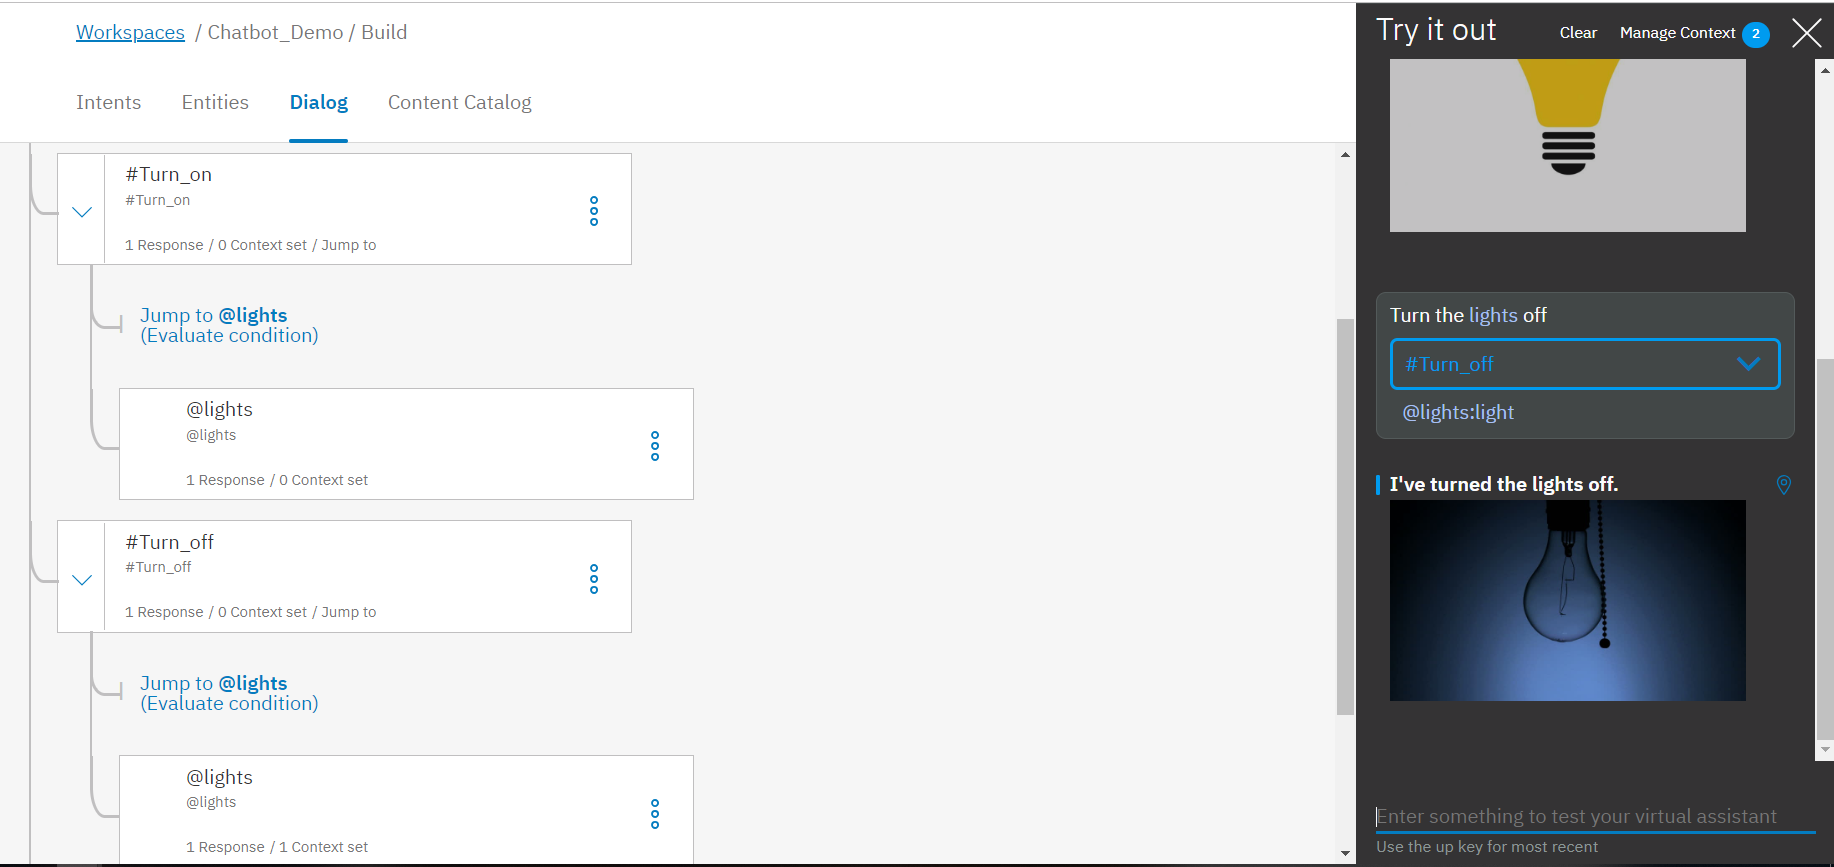 Workspaces / Chatbot_Demo / Build
Intents Entities Dialog Content Catalog
#Turn_on
#Turn_on
1 Response / 0 Context set / Jump to
Jump to @lights
(Evaluate condition)
@lights
@lights
1 Response / 0 Context set
#Turn_off
#Turn_off
1 Response / 0 Context set / Jump to
Jump to @lights
(Evaluate condition)
@lights
@lights
1 Response / 1 Context set
Try it out Clear Manage Context 2
Turn the lights off
#Turn_off
@lights:light
I've turned the lights off.
Enter something to test your virtual assistant
Use the up key for most recent